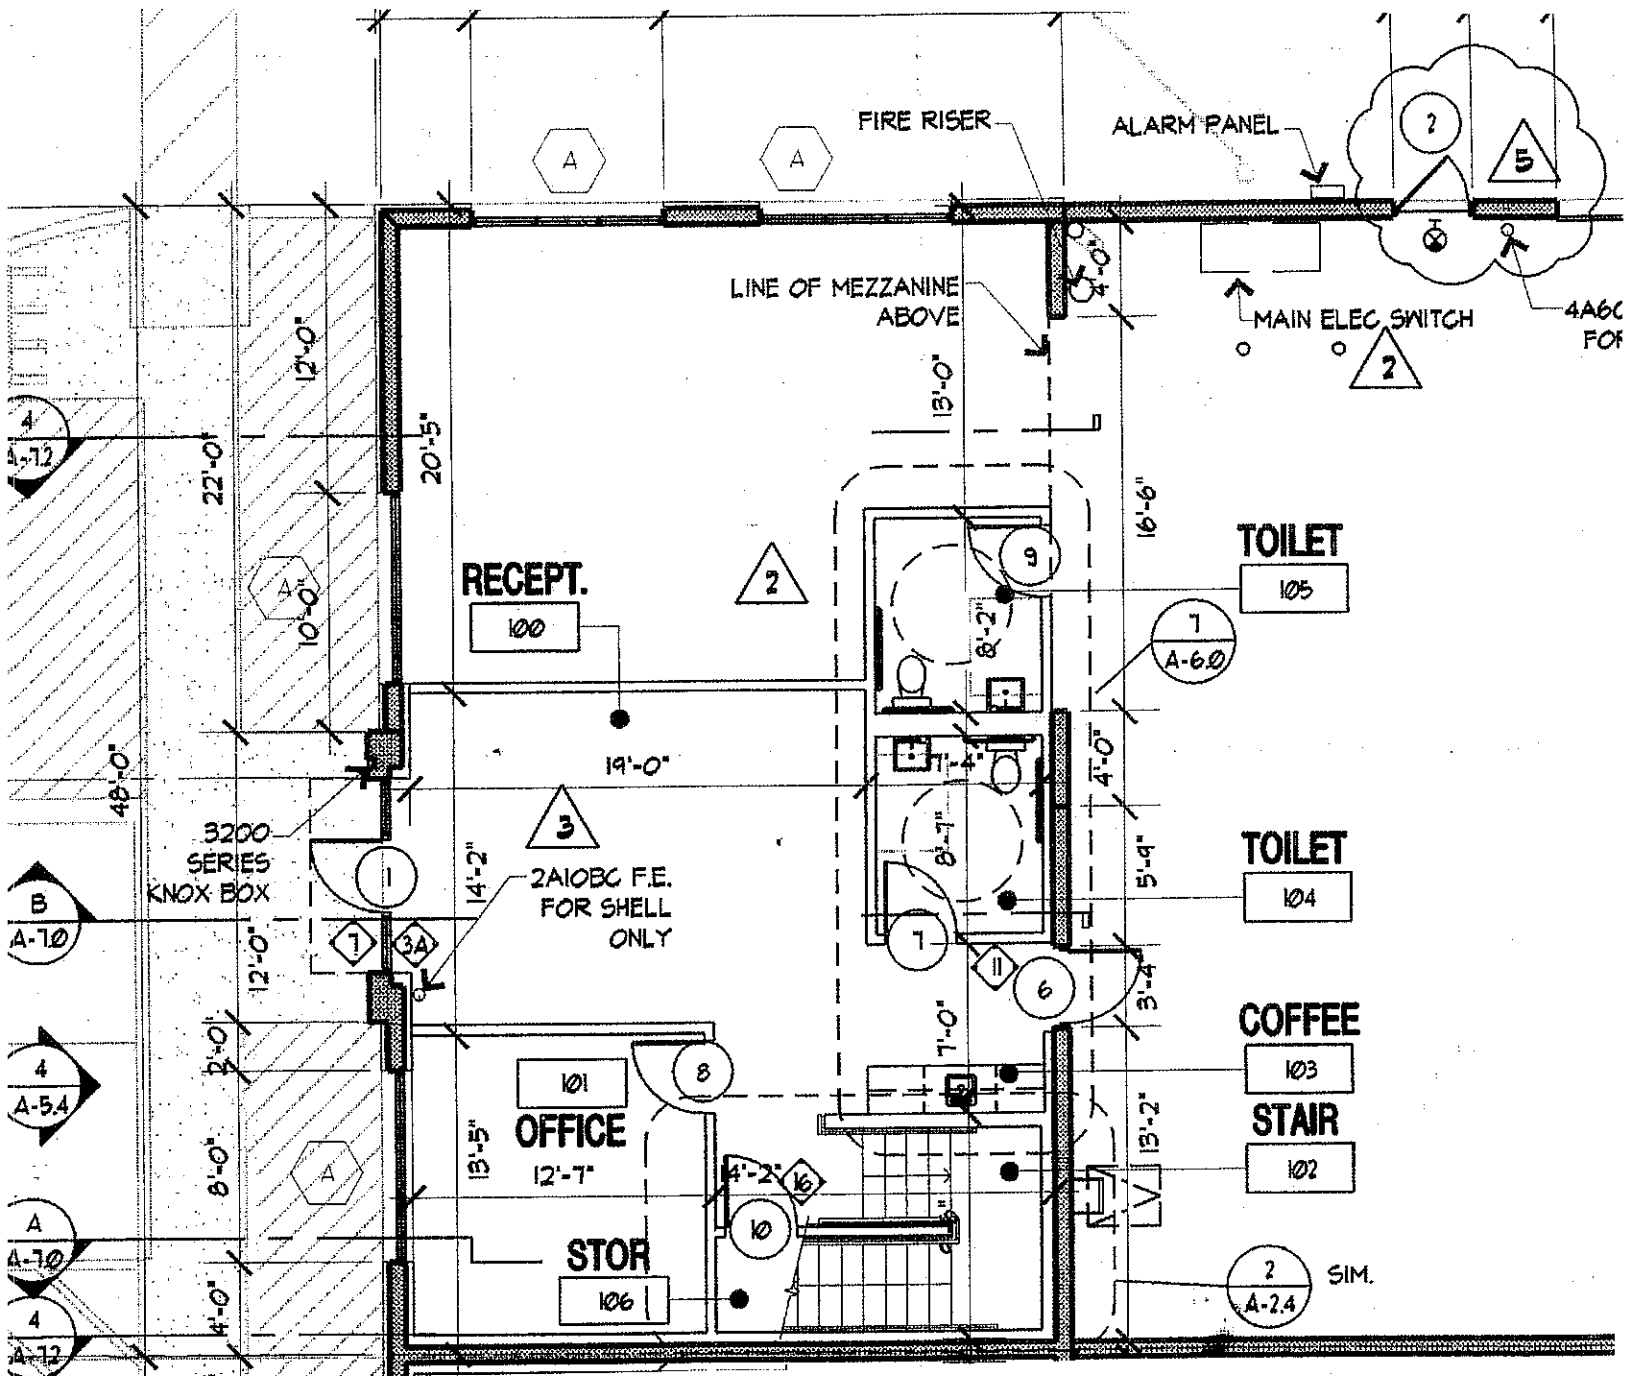 FIRE RISER
ALARM PANEL
2
5
A
A
LINE OF MEZZANINE
ABOVE
4'-0"
MAIN ELEC SWITCH
2
12'-0"
13'-0"
4
A-7.2
22'-0"
20'-5"
16'-6"
A
10'-0"
RECEPT.
100
2
9
TOILET
105
8'-2"
7
A-6.0
48'-0"
19'-0"
7'-4"
4'-0"
3200
SERIES
KNOX BOX
1
3
14'-2"
2A10BC F.E.
FOR SHELL
ONLY
8'-7"
5'-9"
TOILET
104
B
A-7.0
12'-0"
7
3A
7
11
6
3'-4"
COFFEE
103
2'-0"
7'-0"
4
A-5.4
101
OFFICE
8
STAIR
102
13'-2"
8'-0"
A
13'-5"
12'-7"
4'-2"
16
A
A-7.0
10
STOR
106
2
A-2.4
SIM.
4'-0"
4
A-7.2